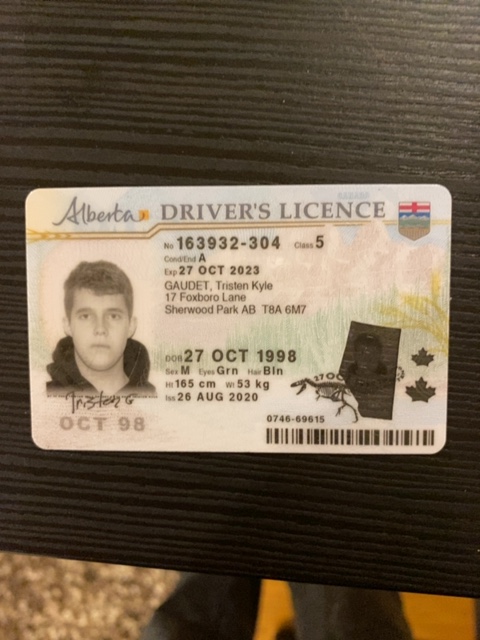 Alberta DRIVER'S LICENCE
No 163932-304 Class 5
Cond/End A
Exp 27 OCT 2023
GAUDET, Tristen Kyle
17 Foxboro Lane
Sherwood Park AB T8A 6M7
DOB 27 OCT 1998
Sex M Eyes Grn Hair Bln
Ht 165 cm Wt 53 kg
Iss 26 AUG 2020
Tristen G
OCT 98
0746-69615